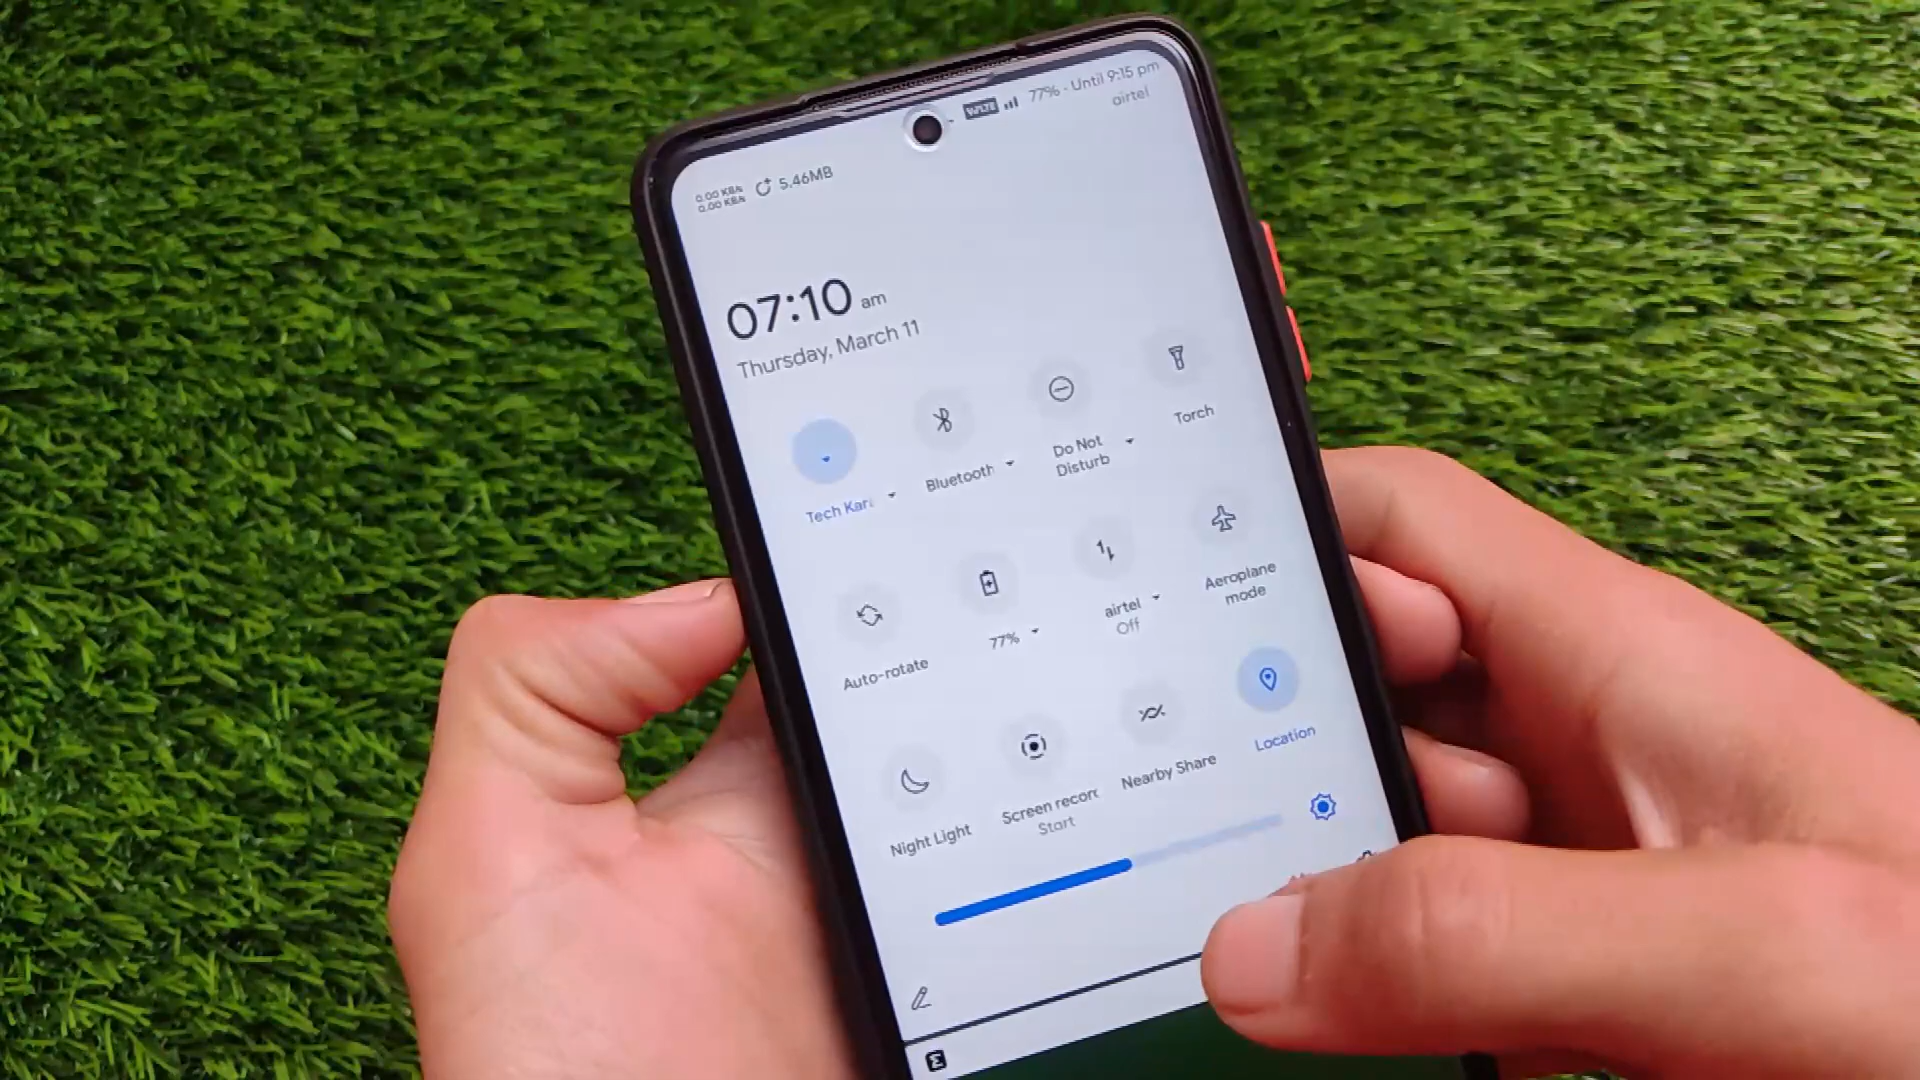 VoLTE 77% - Until 9:15 pm
airtel
0.00 KB/s
0.00 KB/s
5.46MB
07:10 am
Thursday, March 11
Tech Kar
Bluetooth
Do Not
Disturb
Torch
Auto-rotate
77%
airtel
Off
Aeroplane
mode
Night Light
Screen recor
Start
Nearby Share
Location